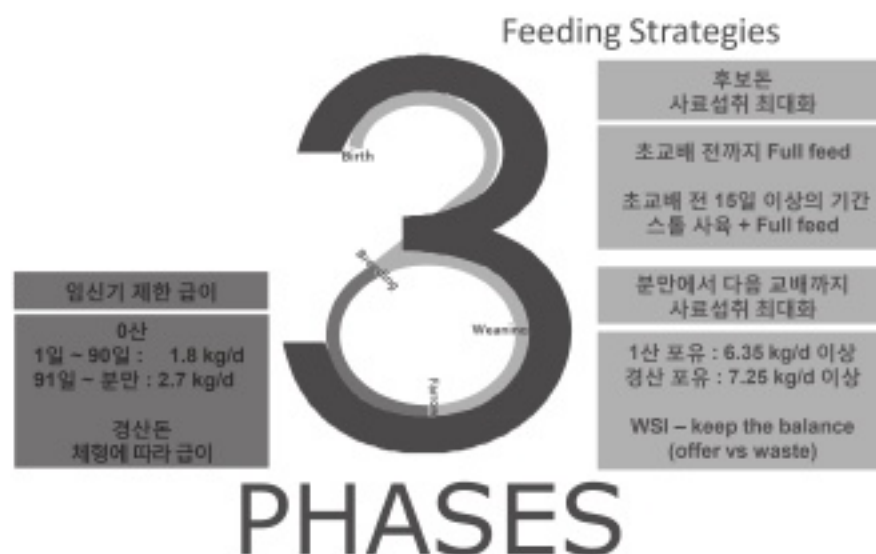 Feeding Strategies
후보돈
사료섭취 최대화
초교배 전까지 Full feed
초교배 전 15일 이상의 기간
스톨 사육 + Full feed
분만에서 다음 교배까지
사료섭취 최대화
1산 포유 : 6.35 kg/d 이상
경산 포유 : 7.25 kg/d 이상
WSI – keep the balance
(offer vs waste)
임신기 제한 급이
0산
1일 ~ 90일 : 1.8 kg/d
91일 ~ 분만 : 2.7 kg/d
경산돈
체형에 따라 급이
3
Birth
Breeding
Weaning
Farrow
PHASES